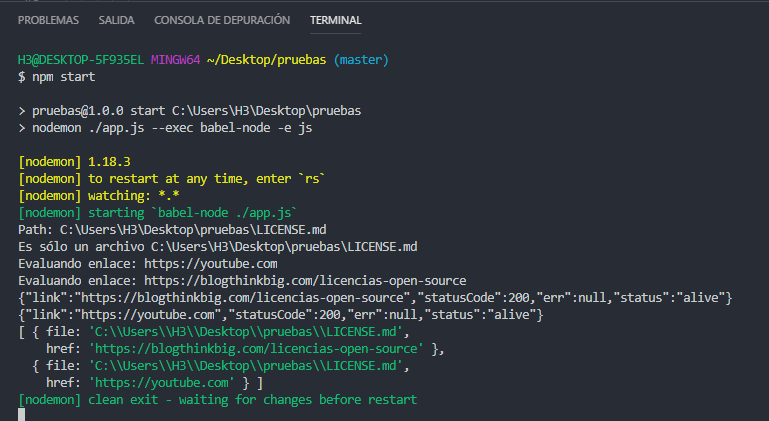 PROBLEMAS SALIDA CONSOLA DE DEPURACIÓN TERMINAL
H3@DESKTOP-5F935EL MINGW64 ~/Desktop/pruebas (master)
$ npm start
> pruebas@1.0.0 start C:\Users\H3\Desktop\pruebas
> nodemon ./app.js --exec babel-node -e js
[nodemon] 1.18.3
[nodemon] to restart at any time, enter `rs`
[nodemon] watching: *.*
[nodemon] starting `babel-node ./app.js`
Path: C:\Users\H3\Desktop\pruebas\LICENSE.md
Es sólo un archivo C:\Users\H3\Desktop\pruebas\LICENSE.md
Evaluando enlace: https://youtube.com
Evaluando enlace: https://blogthinkbig.com/licencias-open-source
{"link":"https://blogthinkbig.com/licencias-open-source","statusCode":200,"err":null,"status":"alive"}
{"link":"https://youtube.com","statusCode":200,"err":null,"status":"alive"}
[ { file: 'C:\\Users\\H3\\Desktop\\pruebas\\LICENSE.md',
href: 'https://blogthinkbig.com/licencias-open-source' },
{ file: 'C:\\Users\\H3\\Desktop\\pruebas\\LICENSE.md',
href: 'https://youtube.com' } ]
[nodemon] clean exit - waiting for changes before restart